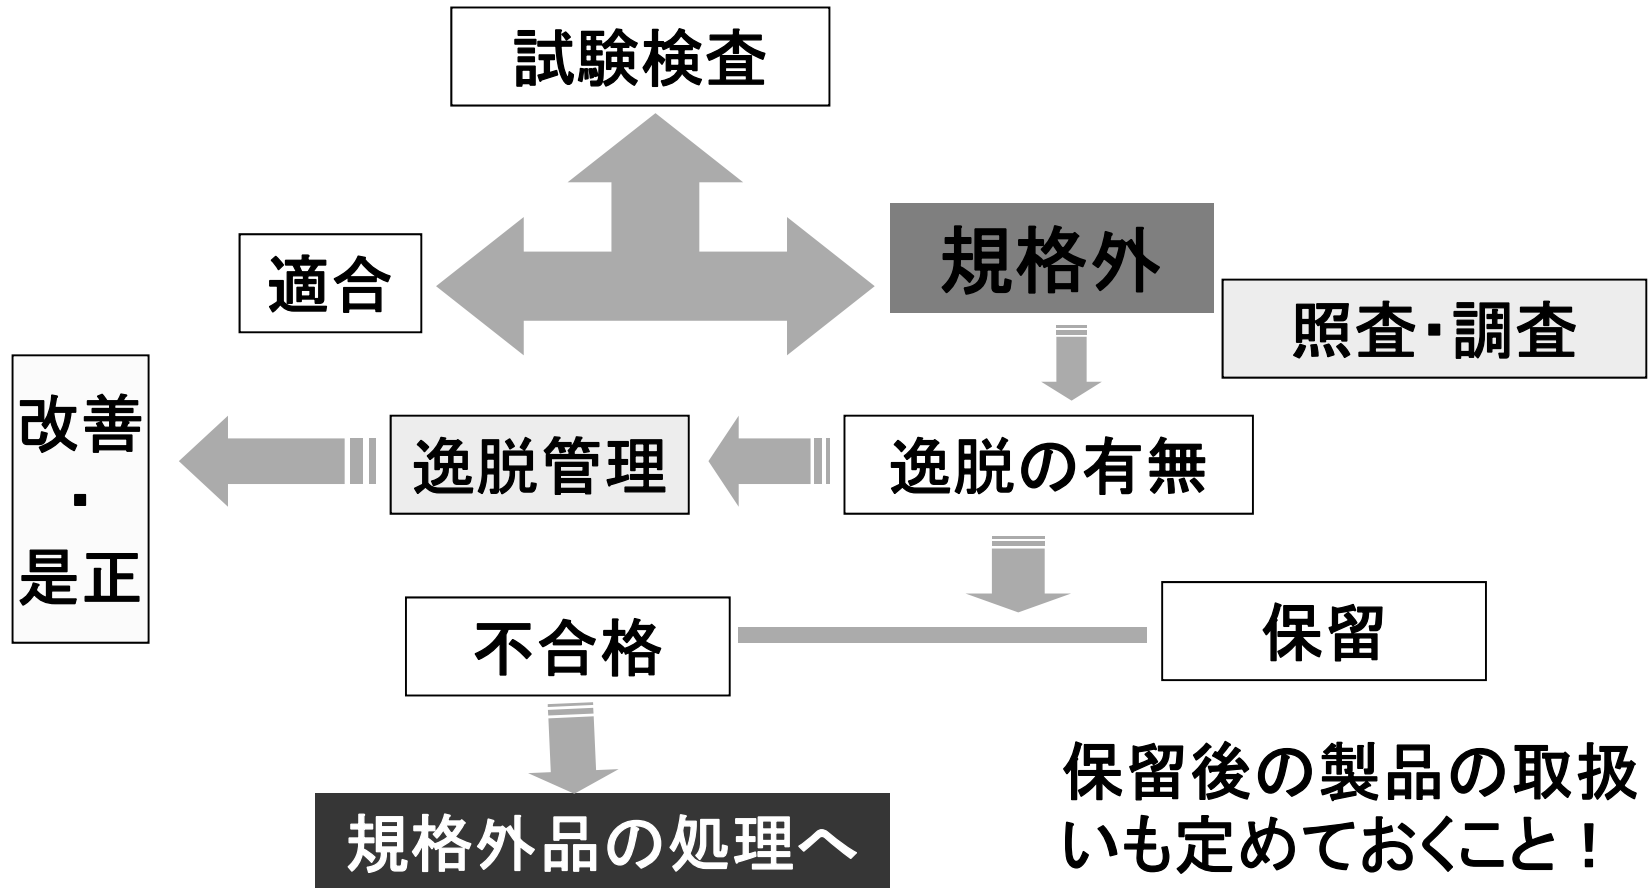 試験検査
適合
規格外
照査・調査
改善
・
是正
逸脱管理
逸脱の有無
不合格
保留
規格外品の処理へ
保留後の製品の取扱
いも定めておくこと！